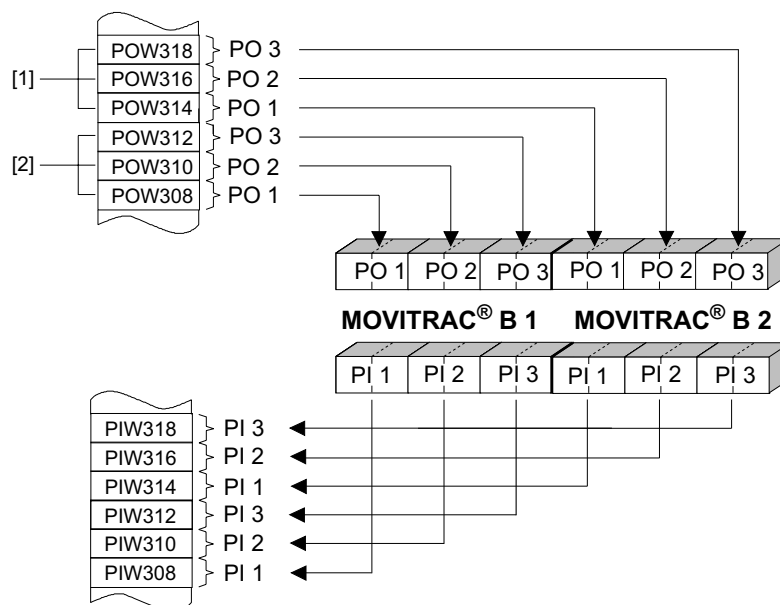 POW318 PO 3
[1] POW316 PO 2
POW314 PO 1
POW312 PO 3
[2] POW310 PO 2
POW308 PO 1
PO 1 PO 2 PO 3 PO 1 PO 2 PO 3
MOVITRAC® B 1 MOVITRAC® B 2
PI 1 PI 2 PI 3 PI 1 PI 2 PI 3
PIW318 PI 3
PIW316 PI 2
PIW314 PI 1
PIW312 PI 3
PIW310 PI 2
PIW308 PI 1